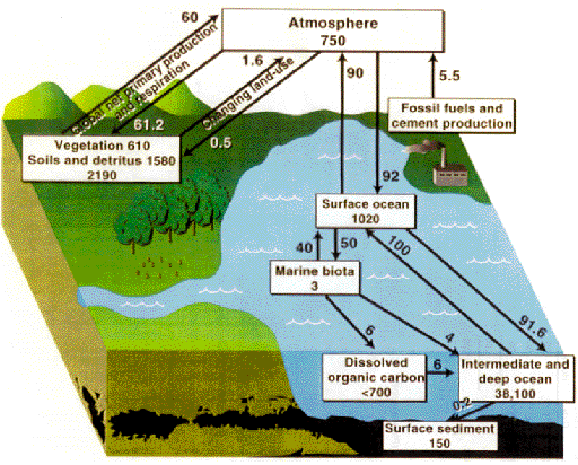 60
Atmosphere
750
Global net primary production
and respiration
1.6
Changing land-use
90
5.5
Fossil fuels and
cement production
61.2
0.5
Vegetation 610
Soils and detritus 1580
2190
92
Surface ocean
1020
40
50
100
Marine biota
3
91.6
6
4
Dissolved
organic carbon
<700
6
Intermediate and
deep ocean
38,100
0.2
Surface sediment
150